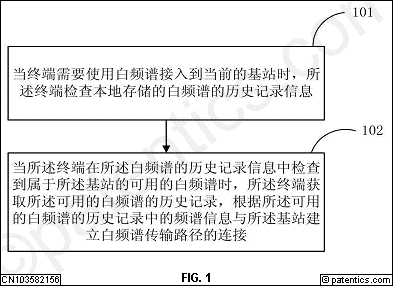 101
当终端需要使用白频谱接入到当前的基站时，所
述终端检查本地存储的白频谱的历史记录信息
102
当所述终端在所述白频谱的历史记录信息中检查
到属于所述基站的可用的白频谱时，所述终端获
取所述可用的白频谱的历史记录，根据所述可用
的白频谱的历史记录中的频谱信息与所述基站建
立白频谱传输路径的连接
CN103582156
FIG. 1
© patentics.com
©patentics.com